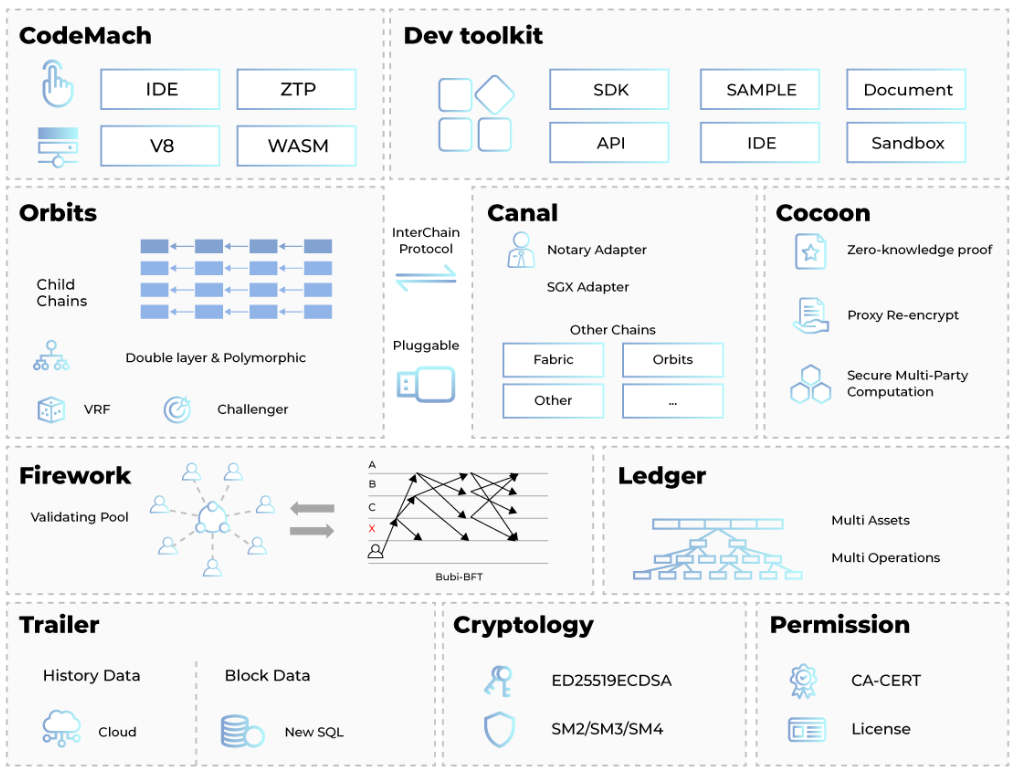 CodeMach
IDE
ZTP
V8
WASM
Dev toolkit
SDK
SAMPLE
Document
API
IDE
Sandbox
Orbits
Child
Chains
Double layer & Polymorphic
VRF
Challenger
InterChain
Protocol
Pluggable
Canal
Notary Adapter
SGX Adapter
Other Chains
Fabric
Orbits
Other
...
Cocoon
Zero-knowledge proof
Proxy Re-encrypt
Secure Multi-Party
Computation
Firework
Validating Pool
A
B
C
X
Bubi-BFT
Ledger
Multi Assets
Multi Operations
Trailer
History Data
Cloud
Block Data
New SQL
Cryptology
ED25519ECDSA
SM2/SM3/SM4
Permission
CA-CERT
License